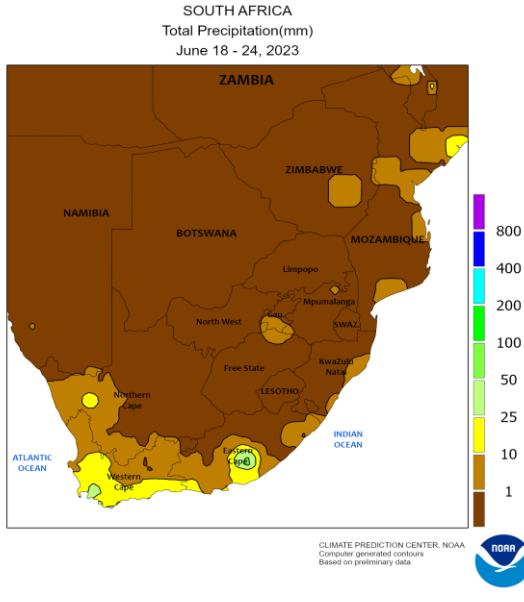 SOUTH AFRICA
Total Precipitation(mm)
June 18 - 24, 2023
ZAMBIA
ZIMBABWE
NAMIBIA
BOTSWANA
MOZAMBIQUE
Limpopo
Mpumalanga
North West
Gau.
SWAZ.
Free State
KwaZulu
Natal
LESOTHO
Northern
Cape
Eastern
Cape
Western
Cape
ATLANTIC
OCEAN
INDIAN
OCEAN
800
400
200
100
50
25
10
1
CLIMATE PREDICTION CENTER, NOAA
Computer generated contours
Based on preliminary data
NOAA